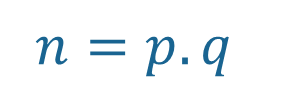 n = p.q